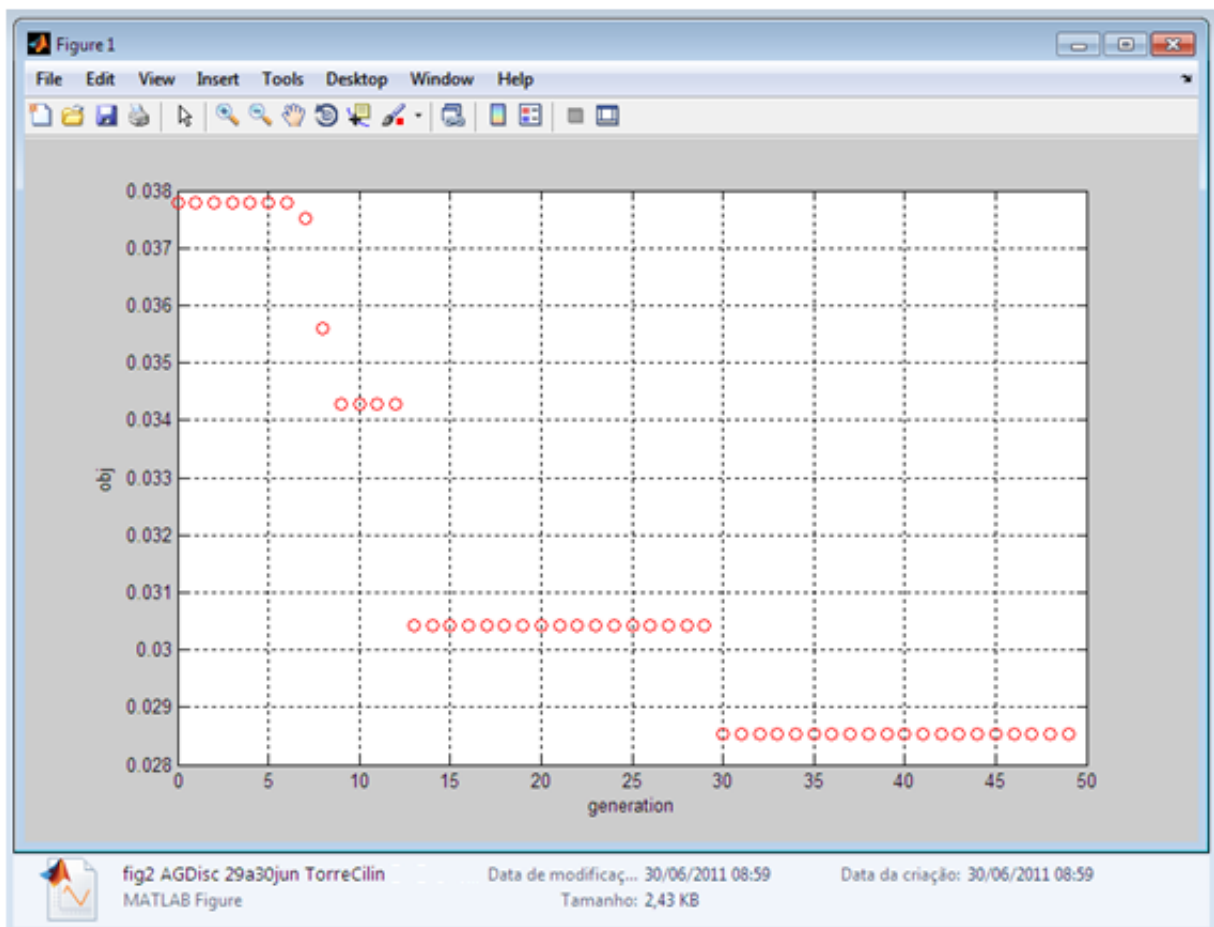 Figure 1
File Edit View Insert Tools Desktop Window Help
0.038
0.037
0.036
0.035
0.034
0.033
0.032
0.031
0.03
0.029
0.028
obj
0 5 10 15 20 25 30 35 40 45 50
generation
fig2 AGDisc 29a30jun TorreCilin Data de modificaç... 30/06/2011 08:59 Data da criação: 30/06/2011 08:59
MATLAB Figure Tamanho: 2,43 KB